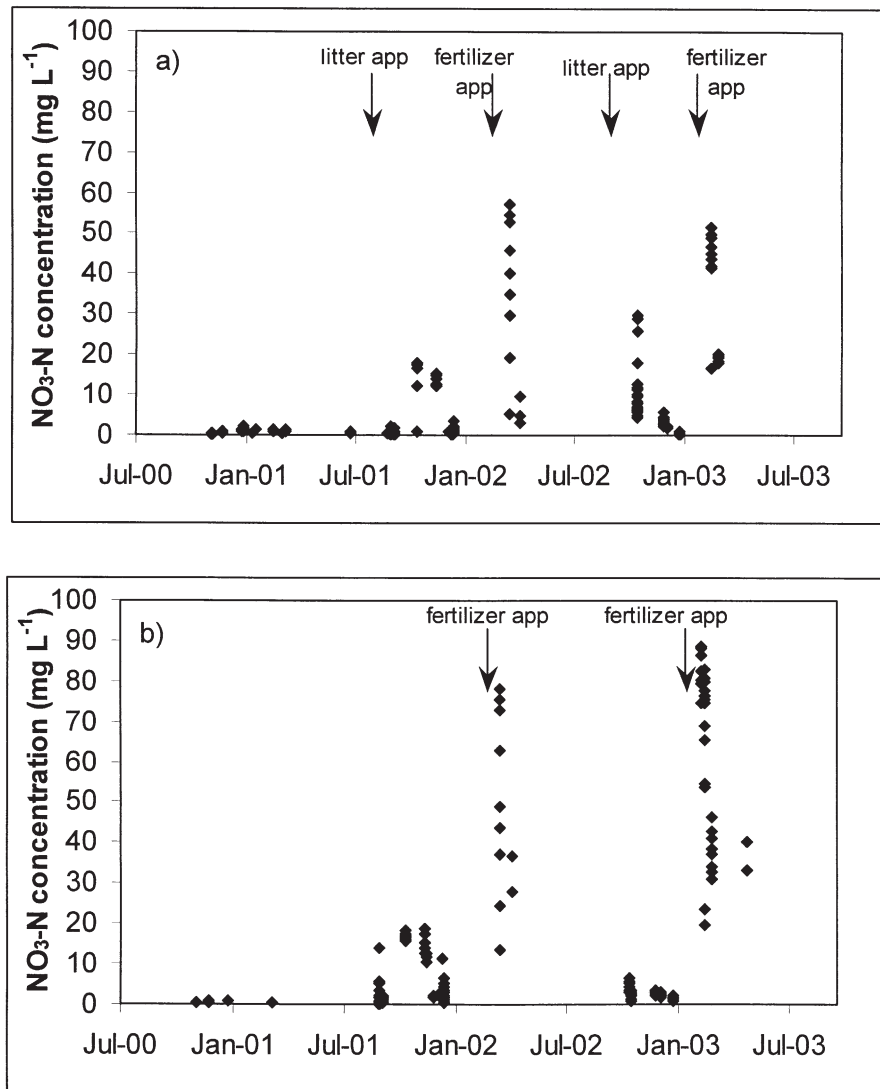 100
90
80
70
60
50
40
30
20
10
0
NO3-N concentration (mg L-1)
a)
litter app
fertilizer
app
litter app
fertilizer
app
Jul-00 Jan-01 Jul-01 Jan-02 Jul-02 Jan-03 Jul-03
100
90
80
70
60
50
40
30
20
10
0
NO3-N concentration (mg L-1)
b)
fertilizer app fertilizer app
Jul-00 Jan-01 Jul-01 Jan-02 Jul-02 Jan-03 Jul-03